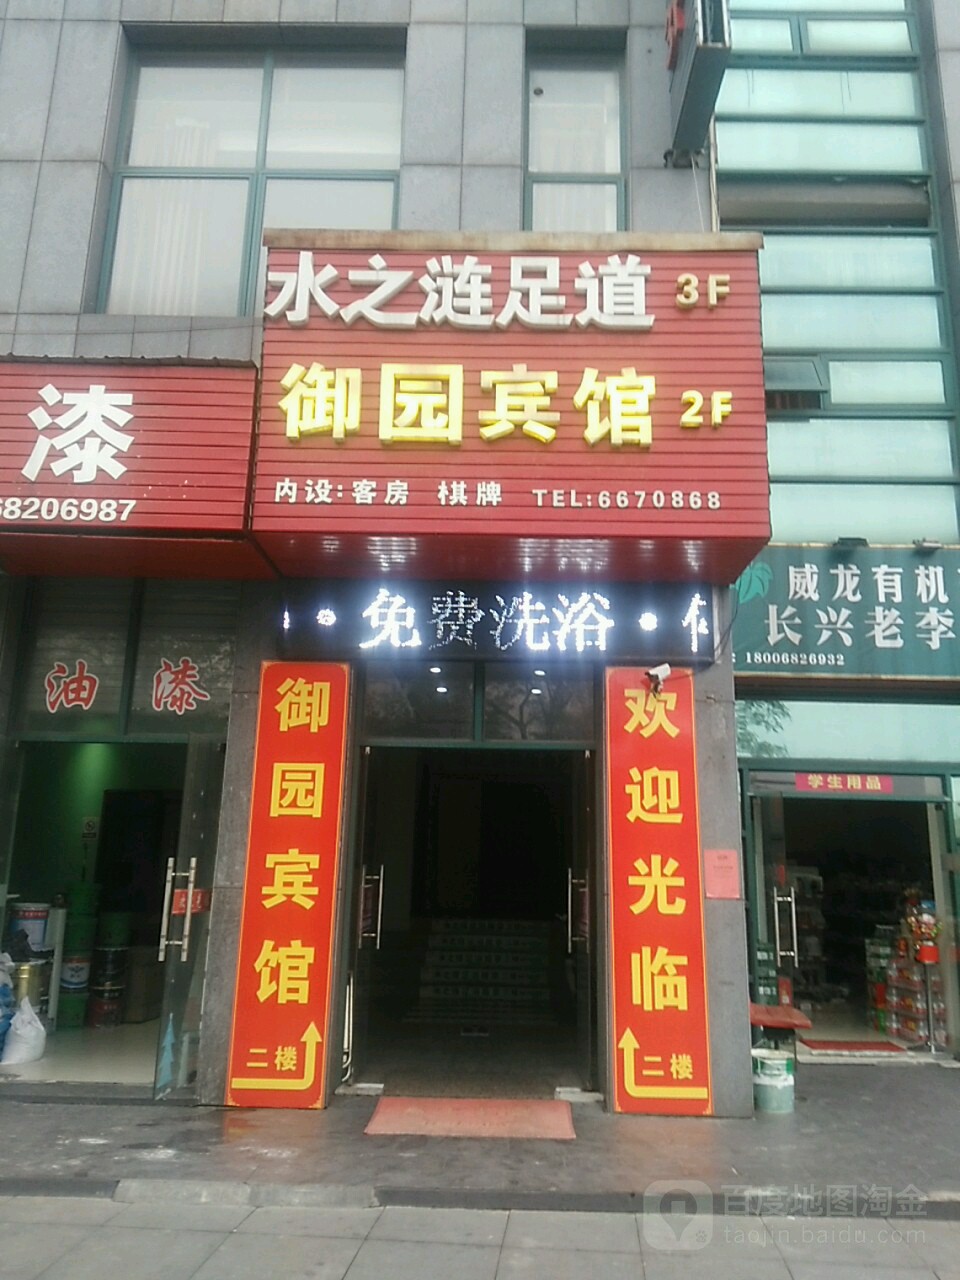 水之涟足道 3F
御园宾馆 2F
内设:客房 棋牌 TEL:6670868
漆
68206987
免费洗浴
威龙有机
长兴老李
18006826932
油漆
御园宾馆
二楼
欢迎光临
二楼
学生用品
百度地图淘金
taojin.baidu.com